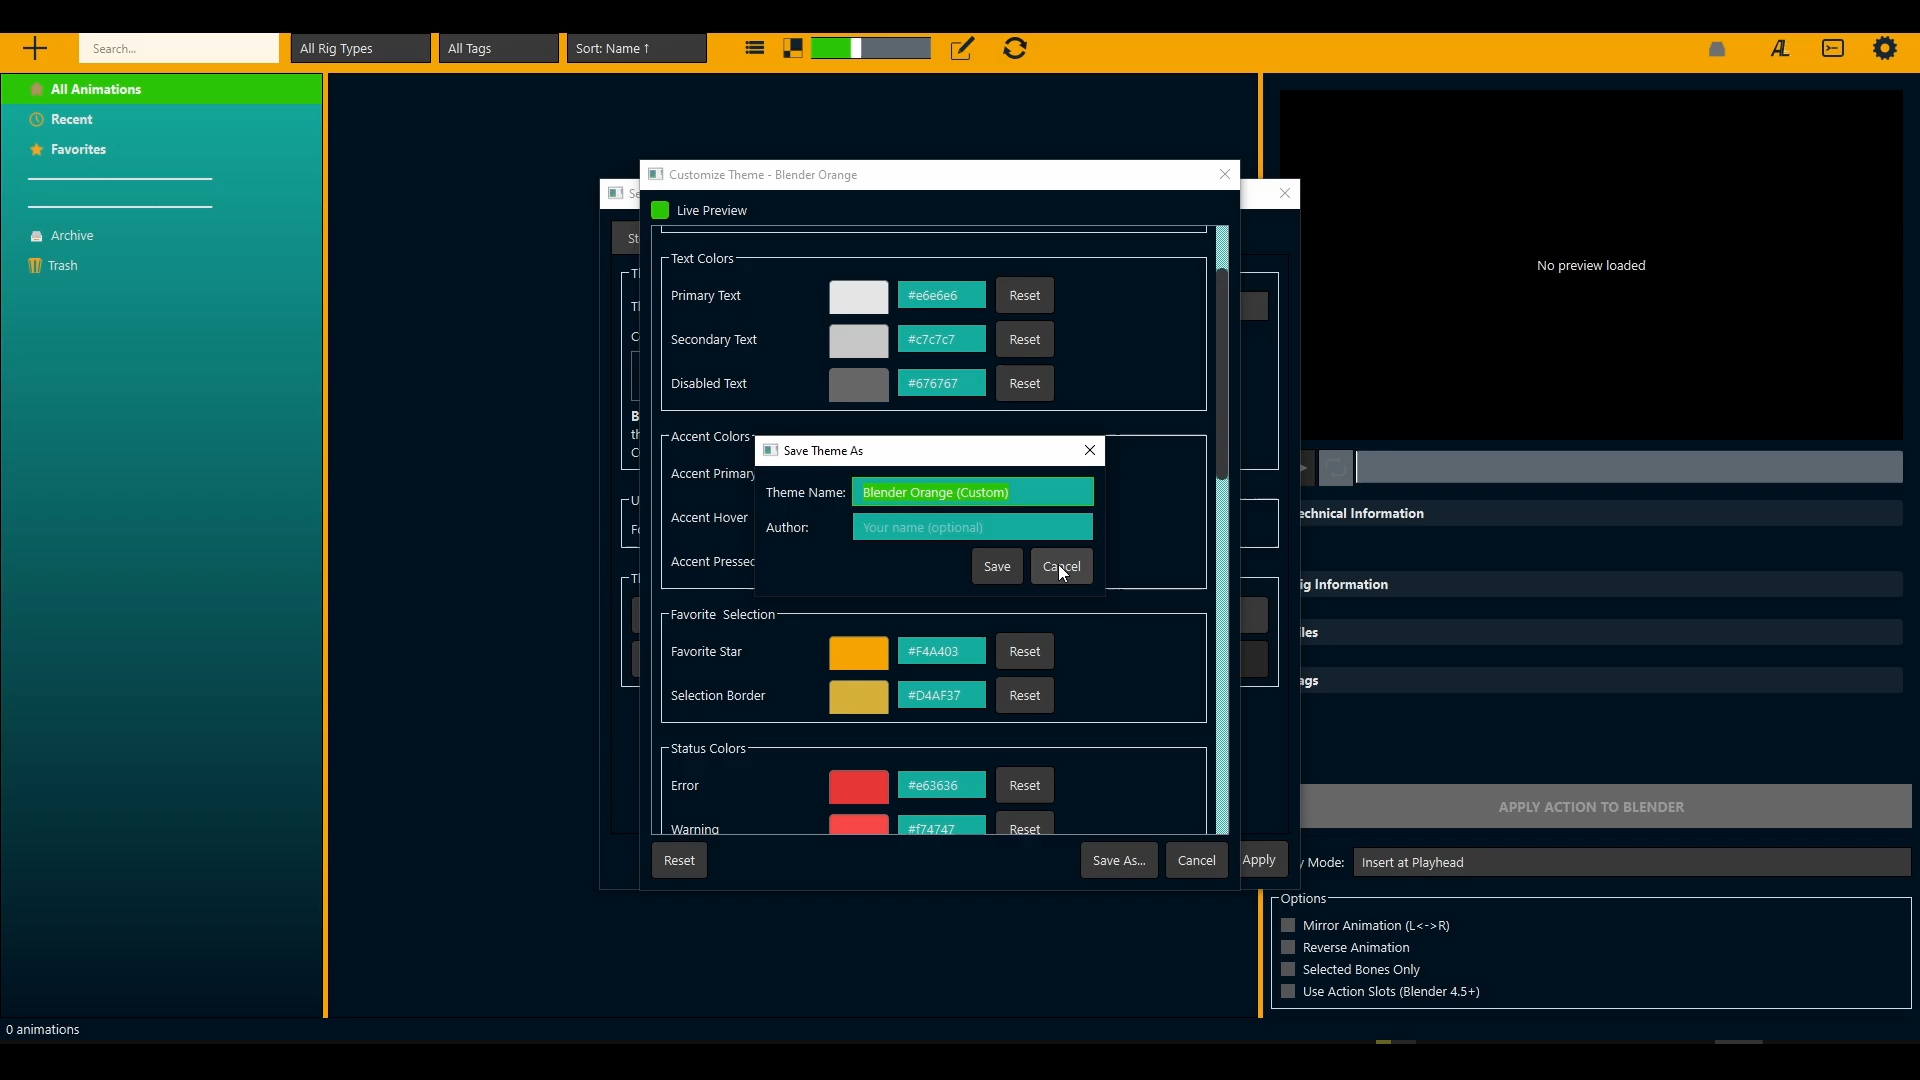 Search...
All Rig Types
All Tags
Sort: Name ↑
AL
All Animations
Recent
Favorites
Archive
Trash
0 animations
Customize Theme - Blender Orange
Live Preview
Text Colors
Primary Text #e6e6e6 Reset
Secondary Text #c7c7c7 Reset
Disabled Text #676767 Reset
Accent Colors
Accent Primary
Accent Hover
Accent Pressed
Save Theme As
Theme Name: Blender Orange (Custom)
Author: Your name (optional)
Save Cancel
Favorite Selection
Favorite Star #F4A403 Reset
Selection Border #D4AF37 Reset
Status Colors
Error #e63636 Reset
Warning #f74747 Reset
Reset Save As... Cancel Apply
No preview loaded
echnical Information
ig Information
les
ags
APPLY ACTION TO BLENDER
y Mode: Insert at Playhead
Options
Mirror Animation (L<->R)
Reverse Animation
Selected Bones Only
Use Action Slots (Blender 4.5+)